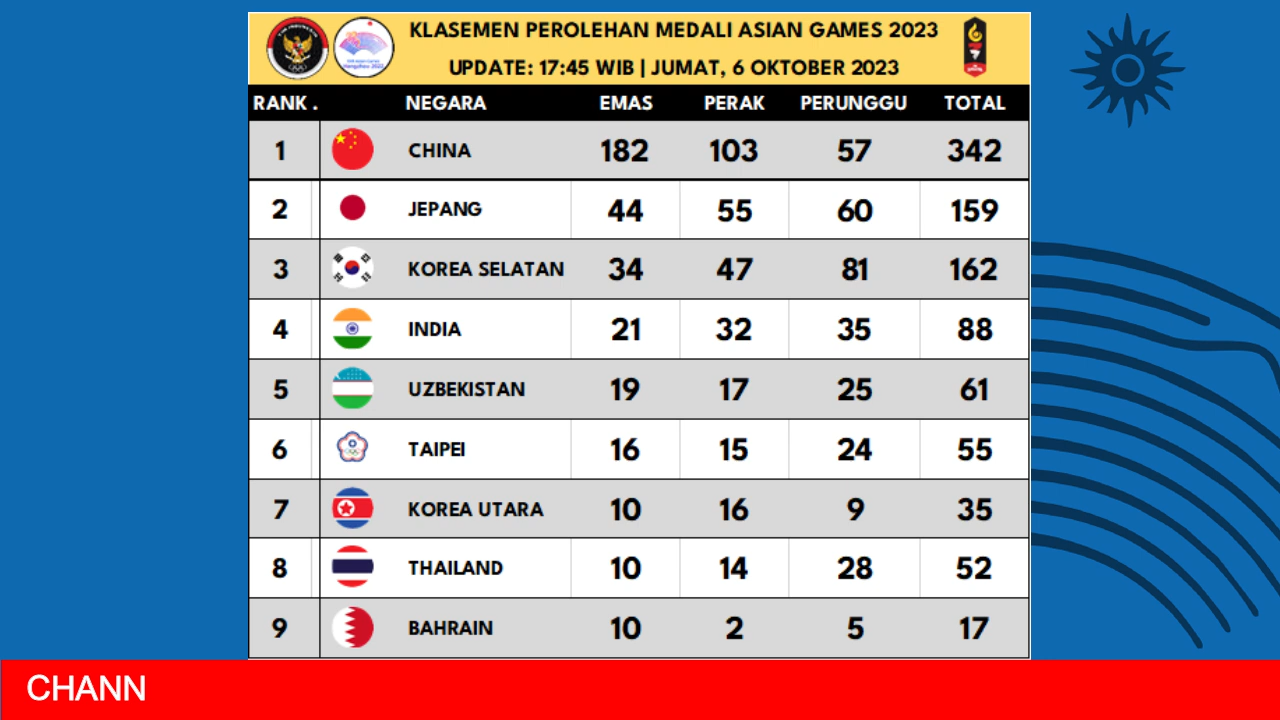 KLASEMEN PEROLEHAN MEDALI ASIAN GAMES 2023
UPDATE: 17:45 WIB | JUMAT, 6 OKTOBER 2023
RANK . NEGARA EMAS PERAK PERUNGGU TOTAL
1 CHINA 182 103 57 342
2 JEPANG 44 55 60 159
3 KOREA SELATAN 34 47 81 162
4 INDIA 21 32 35 88
5 UZBEKISTAN 19 17 25 61
6 TAIPEI 16 15 24 55
7 KOREA UTARA 10 16 9 35
8 THAILAND 10 14 28 52
9 BAHRAIN 10 2 5 17
CHANN